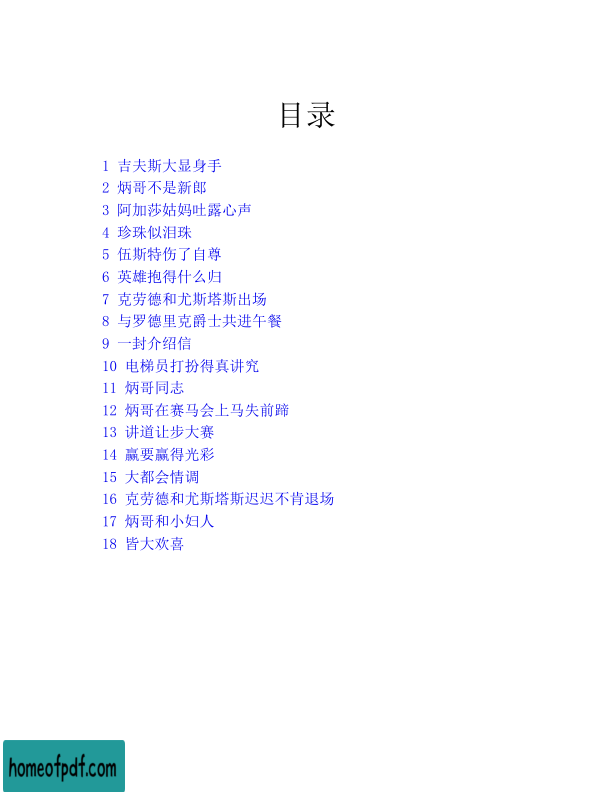 目录
1 吉夫斯大显身手
2 炳哥不是新郎
3 阿加莎姑妈吐露心声
4 珍珠似泪珠
5 伍斯特伤了自尊
6 英雄抱得什么归
7 克劳德和尤斯塔斯出场
8 与罗德里克爵士共进午餐
9 一封介绍信
10 电梯员打扮得真讲究
11 炳哥同志
12 炳哥在赛马会上马失前蹄
13 讲道让步大赛
14 赢要赢得光彩
15 大都会情调
16 克劳德和尤斯塔斯迟迟不肯退场
17 炳哥和小妇人
18 皆大欢喜
homeofpdf.com